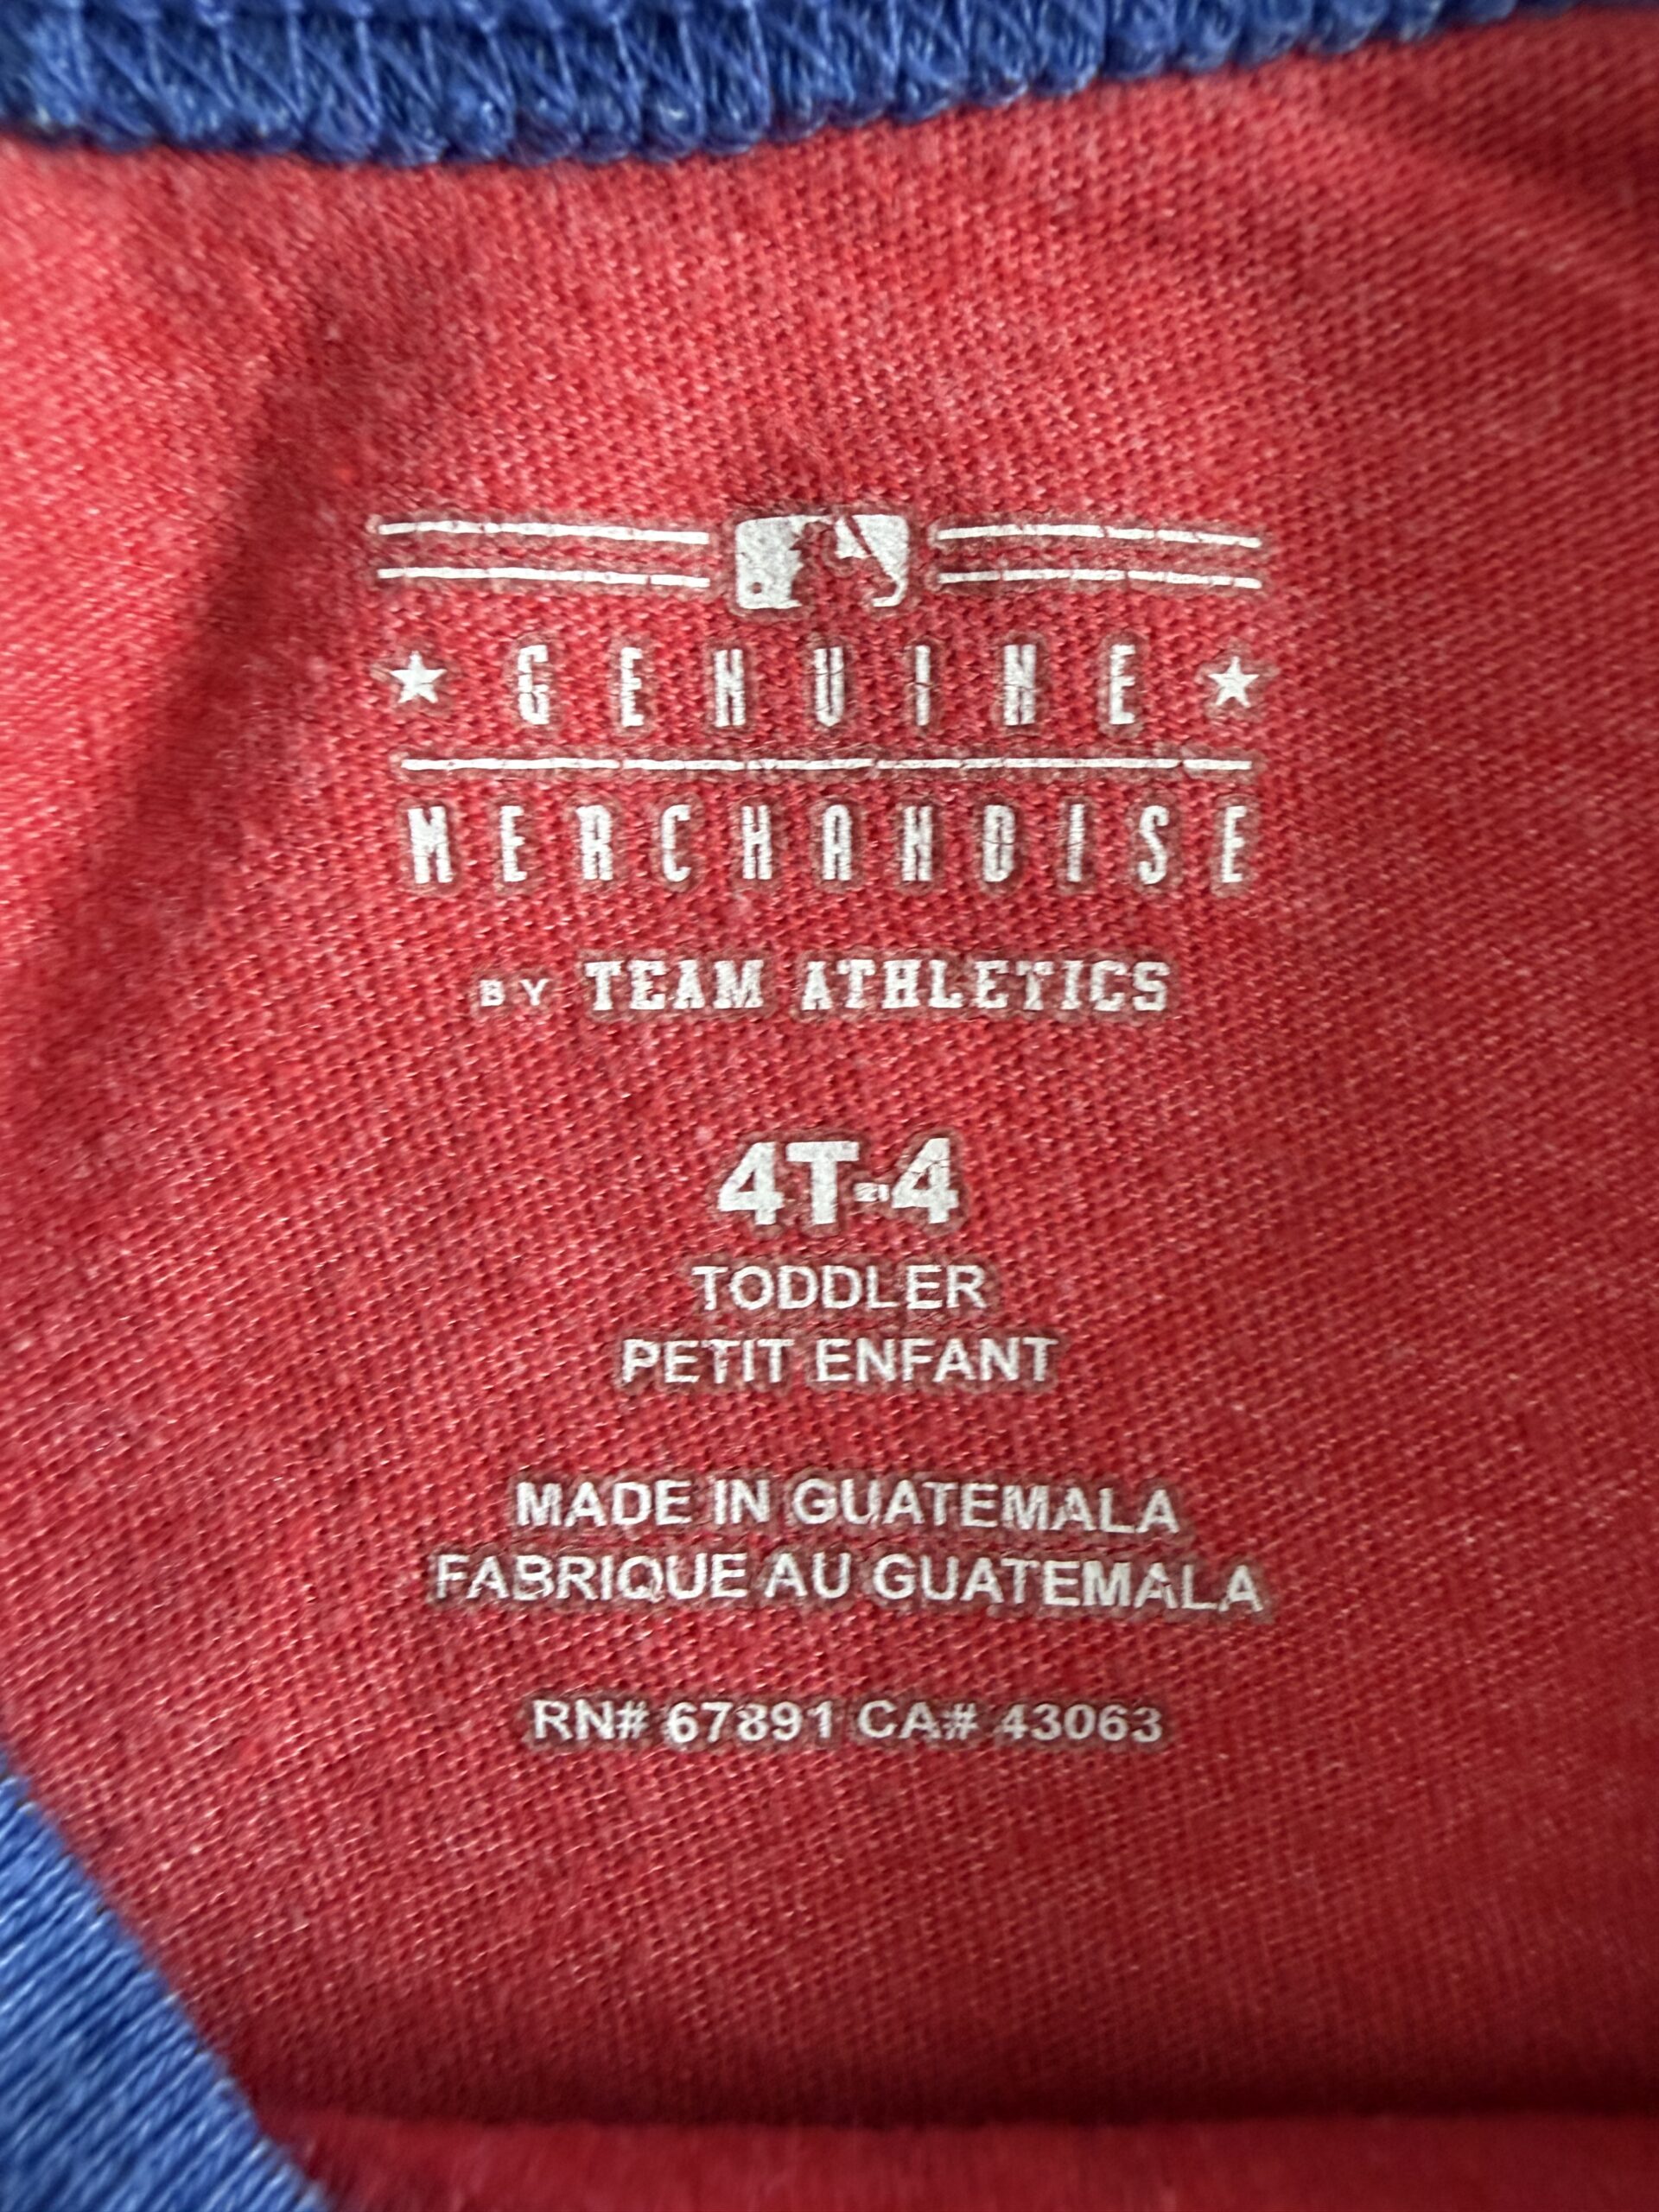 GENUINE
MERCHANDISE
BY TEAM ATHLETICS
4T-4
TODDLER
PETIT ENFANT
MADE IN GUATEMALA
FABRIQUE AU GUATEMALA
RN# 67891 CA# 43063